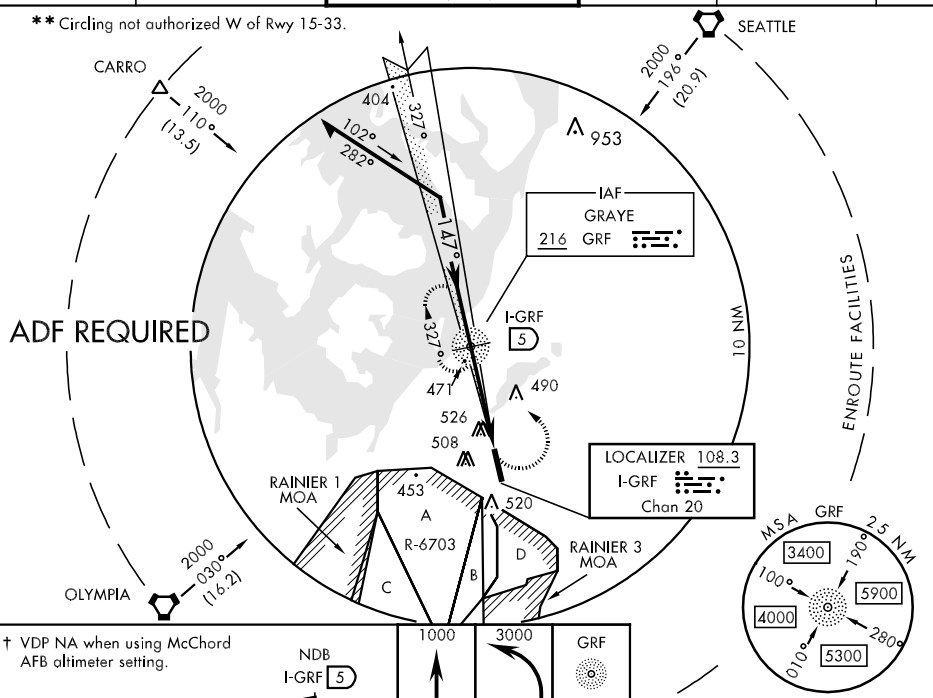 ** Circling not authorized W of Rwy 15-33.
SEATTLE
2000
196°
(20.9)
CARRO
2000
110°
(13.5)
404
327°
102°
282°
953
IAF
GRAYE
216 GRF
147°
I-GRF
5
ADF REQUIRED
327°
10 NM
ENROUTE FACILITIES
471
490
526
508
LOCALIZER 108.3
I-GRF
Chan 20
RAINIER 1
MOA
453
520
A
R-6703
D
C
B
RAINIER 3
MOA
MSA GRF 25 NM
3400
190°
100°
5900
4000
280°
010°
5300
2000
030°
(16.2)
OLYMPIA
† VDP NA when using McChord
AFB altimeter setting.
NDB
I-GRF 5
1000
3000
GRF